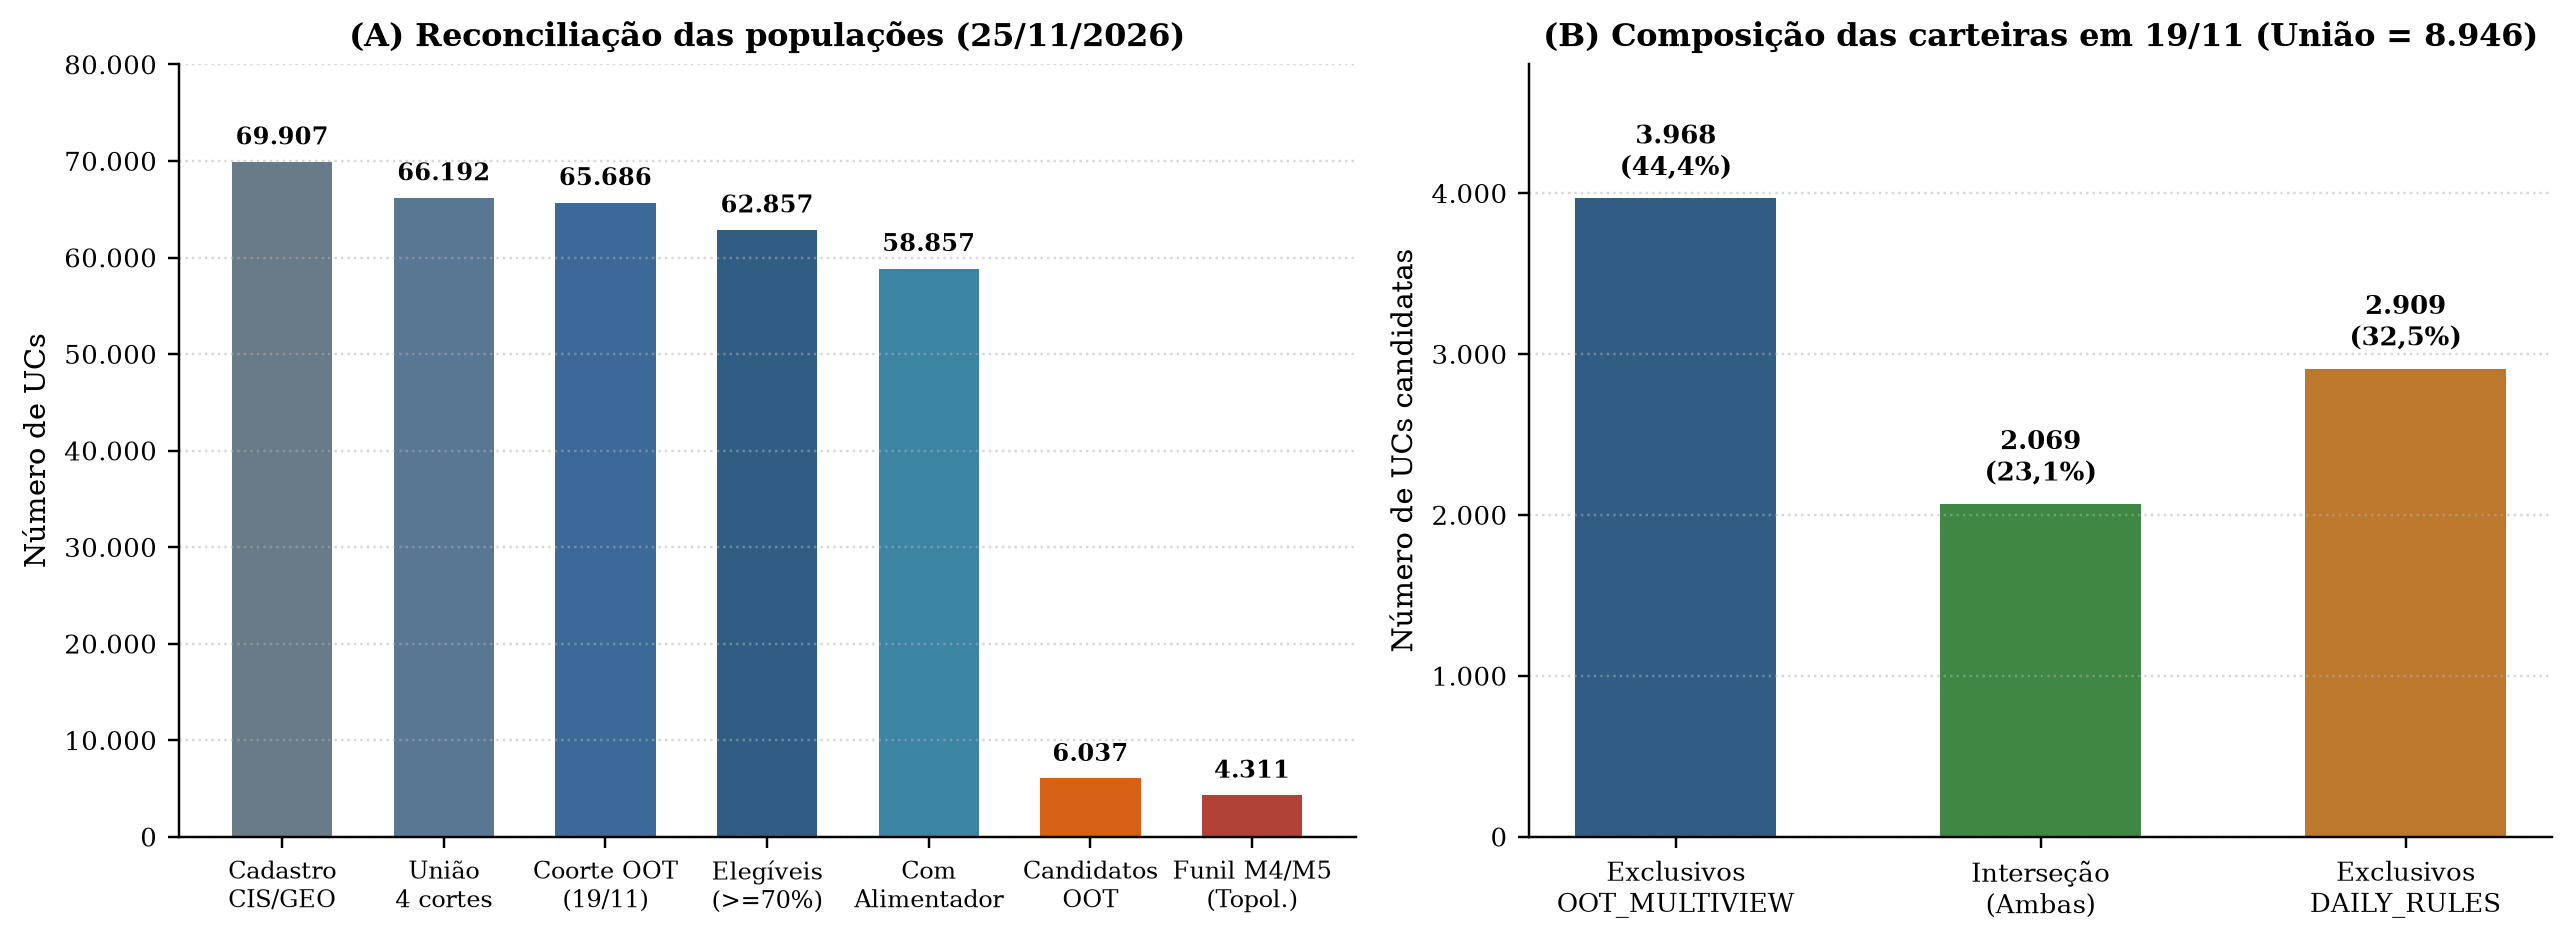 (A) Reconciliação das populações (25/11/2026)
Número de UCs
80.000
70.000
60.000
50.000
40.000
30.000
20.000
10.000
0
69.907
66.192
65.686
62.857
58.857
6.037
4.311
Cadastro
CIS/GEO
União
4 cortes
Coorte OOT
(19/11)
Elegíveis
(>=70%)
Com
Alimentador
Candidatos
OOT
Funil M4/M5
(Topol.)
(B) Composição das carteiras em 19/11 (União = 8.946)
Número de UCs candidatas
4.000
3.000
2.000
1.000
0
3.968
(44,4%)
2.069
(23,1%)
2.909
(32,5%)
Exclusivos
OOT_MULTIVIEW
Interseção
(Ambas)
Exclusivos
DAILY_RULES